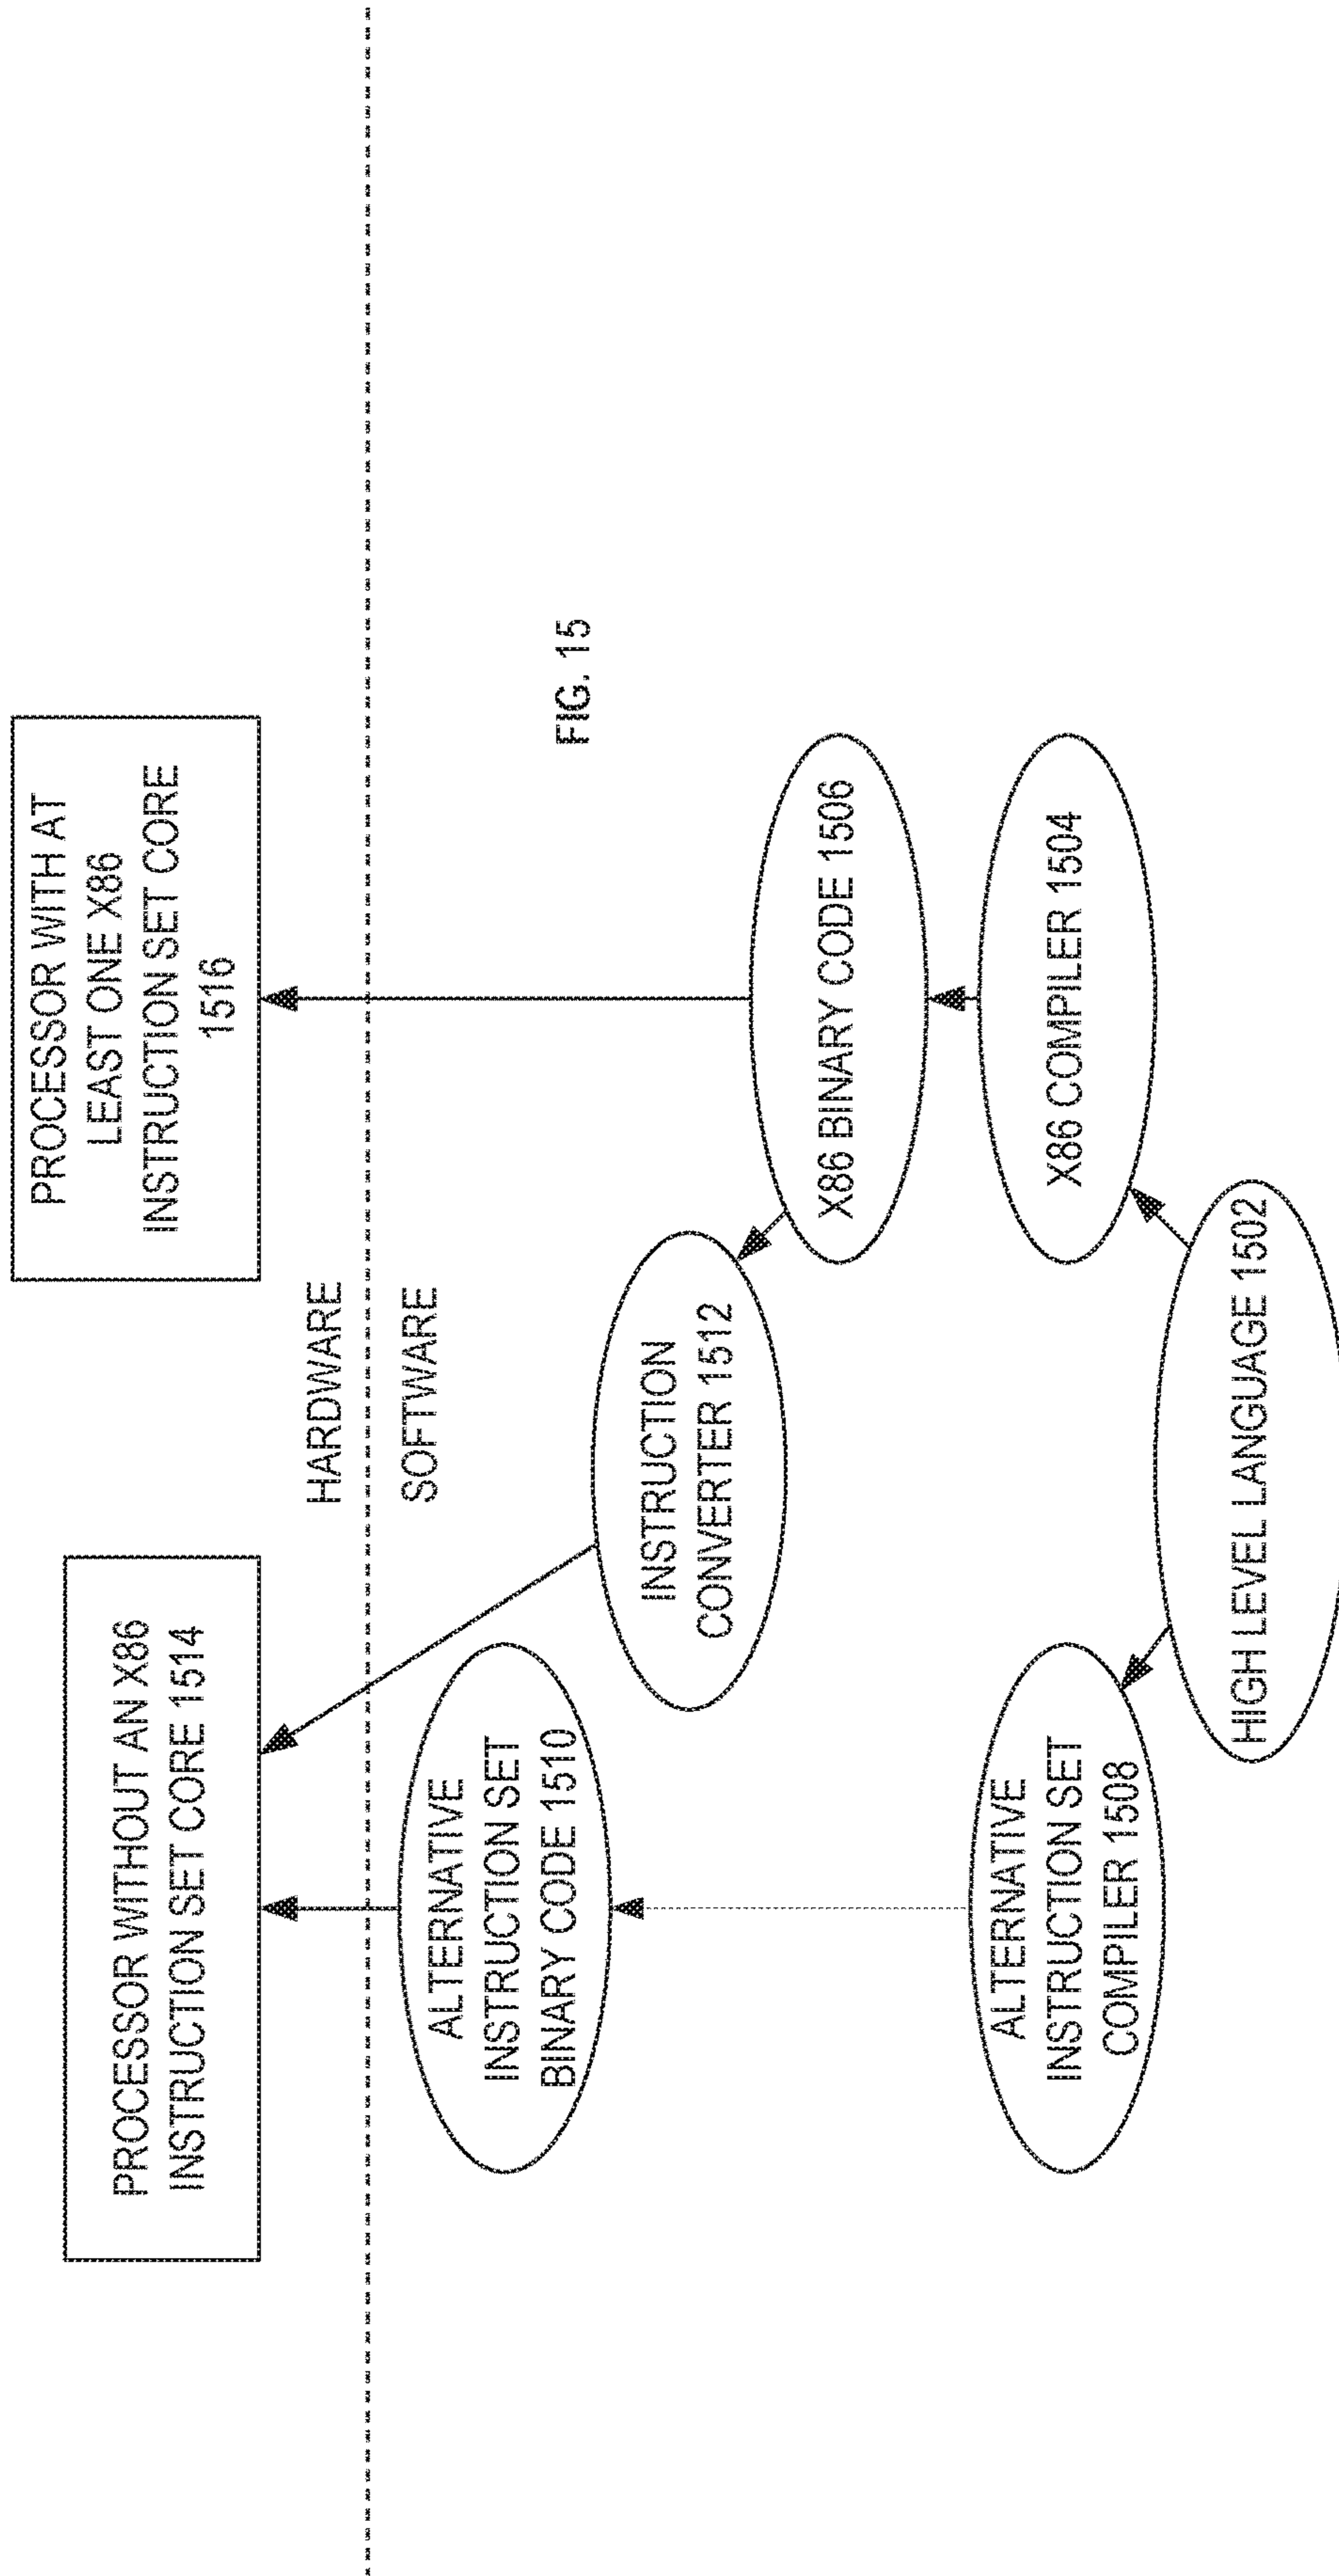 PROCESSOR WITHOUT AN X86
INSTRUCTION SET CORE 1514
PROCESSOR WITH AT
LEAST ONE X86
INSTRUCTION SET CORE
1516
HARDWARE
SOFTWARE
ALTERNATIVE
INSTRUCTION SET
BINARY CODE 1510
INSTRUCTION
CONVERTER 1512
FIG. 15
X86 BINARY CODE 1506
ALTERNATIVE
INSTRUCTION SET
COMPILER 1508
X86 COMPILER 1504
HIGH LEVEL LANGUAGE 1502